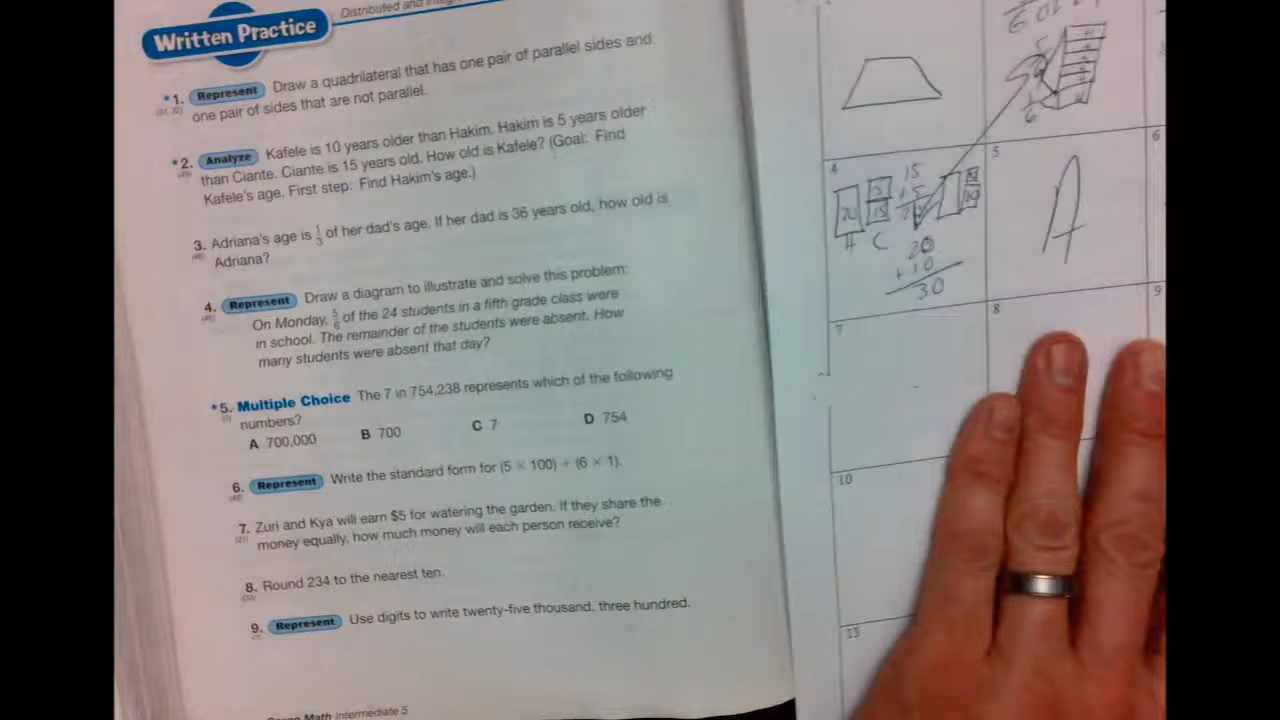 Written Practice
Distributed and
*1. Represent Draw a quadrilateral that has one pair of parallel sides and
one pair of sides that are not parallel.
*2. Analyze Kafele is 10 years older than Hakim. Hakim is 5 years older
than Ciante. Ciante is 15 years old. How old is Kafele? (Goal: Find
Kafele's age. First step: Find Hakim's age.)
3. Adriana's age is 1/3 of her dad's age. If her dad is 36 years old, how old is
Adriana?
4. Represent Draw a diagram to illustrate and solve this problem:
On Monday, 5/6 of the 24 students in a fifth grade class were
in school. The remainder of the students were absent. How
many students were absent that day?
*5. Multiple Choice The 7 in 754,238 represents which of the following
numbers?
A 700,000 B 700 C 7 D 754
6. Represent Write the standard form for (5 × 100) + (6 × 1).
7. Zuri and Kya will earn $5 for watering the garden. If they share the
money equally, how much money will each person receive?
8. Round 234 to the nearest ten.
9. Represent Use digits to write twenty-five thousand, three hundred.
Math Intermediate 5
4
15
+ 5
20
5
15
H C
20
+ 10
30
5
A
6
7
8
9
10
13